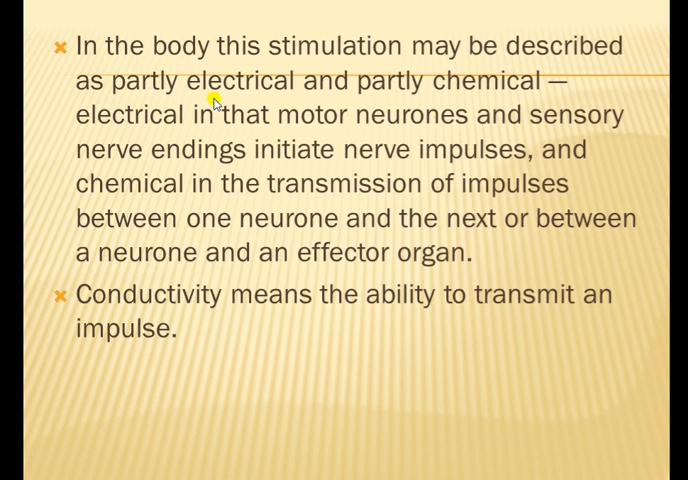 In the body this stimulation may be described
as partly electrical and partly chemical —
electrical in that motor neurones and sensory
nerve endings initiate nerve impulses, and
chemical in the transmission of impulses
between one neurone and the next or between
a neurone and an effector organ.
Conductivity means the ability to transmit an
impulse.